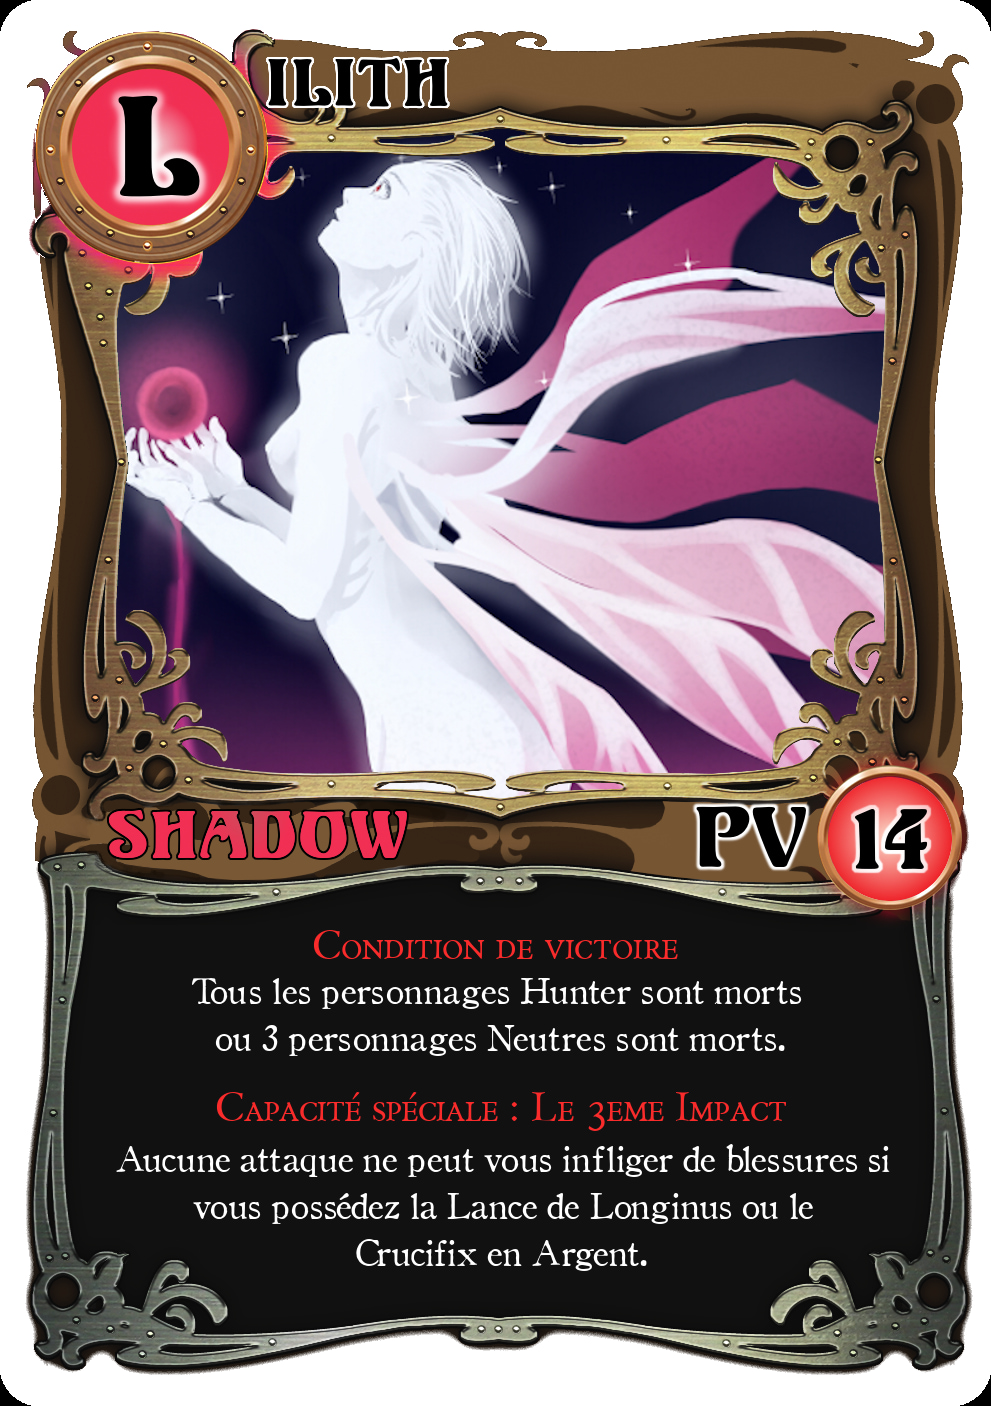 LILITH
SHADOW
PV 14
Condition de victoire
Tous les personnages Hunter sont morts
ou 3 personnages Neutres sont morts.
Capacité spéciale : Le 3eme Impact
Aucune attaque ne peut vous infliger de blessures si
vous possédez la Lance de Longinus ou le
Crucifix en Argent.